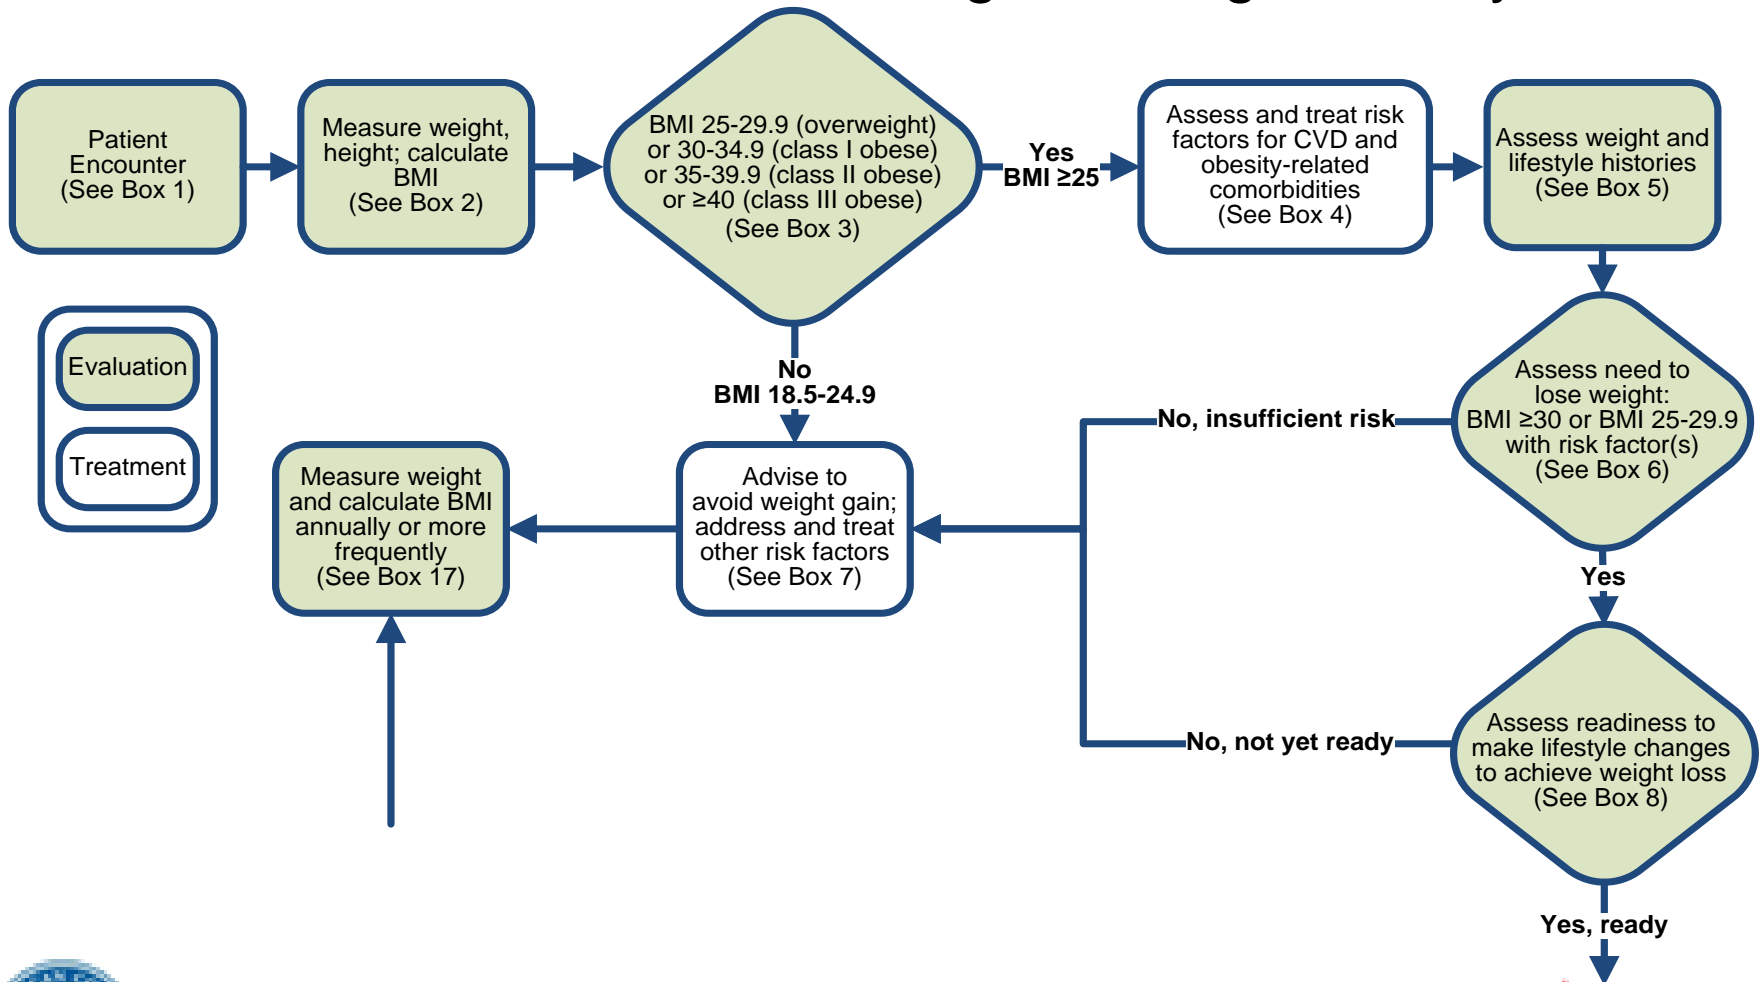 Patient
Encounter
(See Box 1)
Measure weight,
height; calculate
BMI
(See Box 2)
BMI 25-29.9 (overweight)
or 30-34.9 (class I obese)
or 35-39.9 (class II obese)
or ≥40 (class III obese)
(See Box 3)
Yes
BMI ≥25
Assess and treat risk
factors for CVD and
obesity-related
comorbidities
(See Box 4)
Assess weight and
lifestyle histories
(See Box 5)
Evaluation
Treatment
No
BMI 18.5-24.9
Assess need to
lose weight:
BMI ≥30 or BMI 25-29.9
with risk factor(s)
(See Box 6)
No, insufficient risk
Measure weight
and calculate BMI
annually or more
frequently
(See Box 17)
Advise to
avoid weight gain;
address and treat
other risk factors
(See Box 7)
Yes
Assess readiness to
make lifestyle changes
to achieve weight loss
(See Box 8)
No, not yet ready
Yes, ready